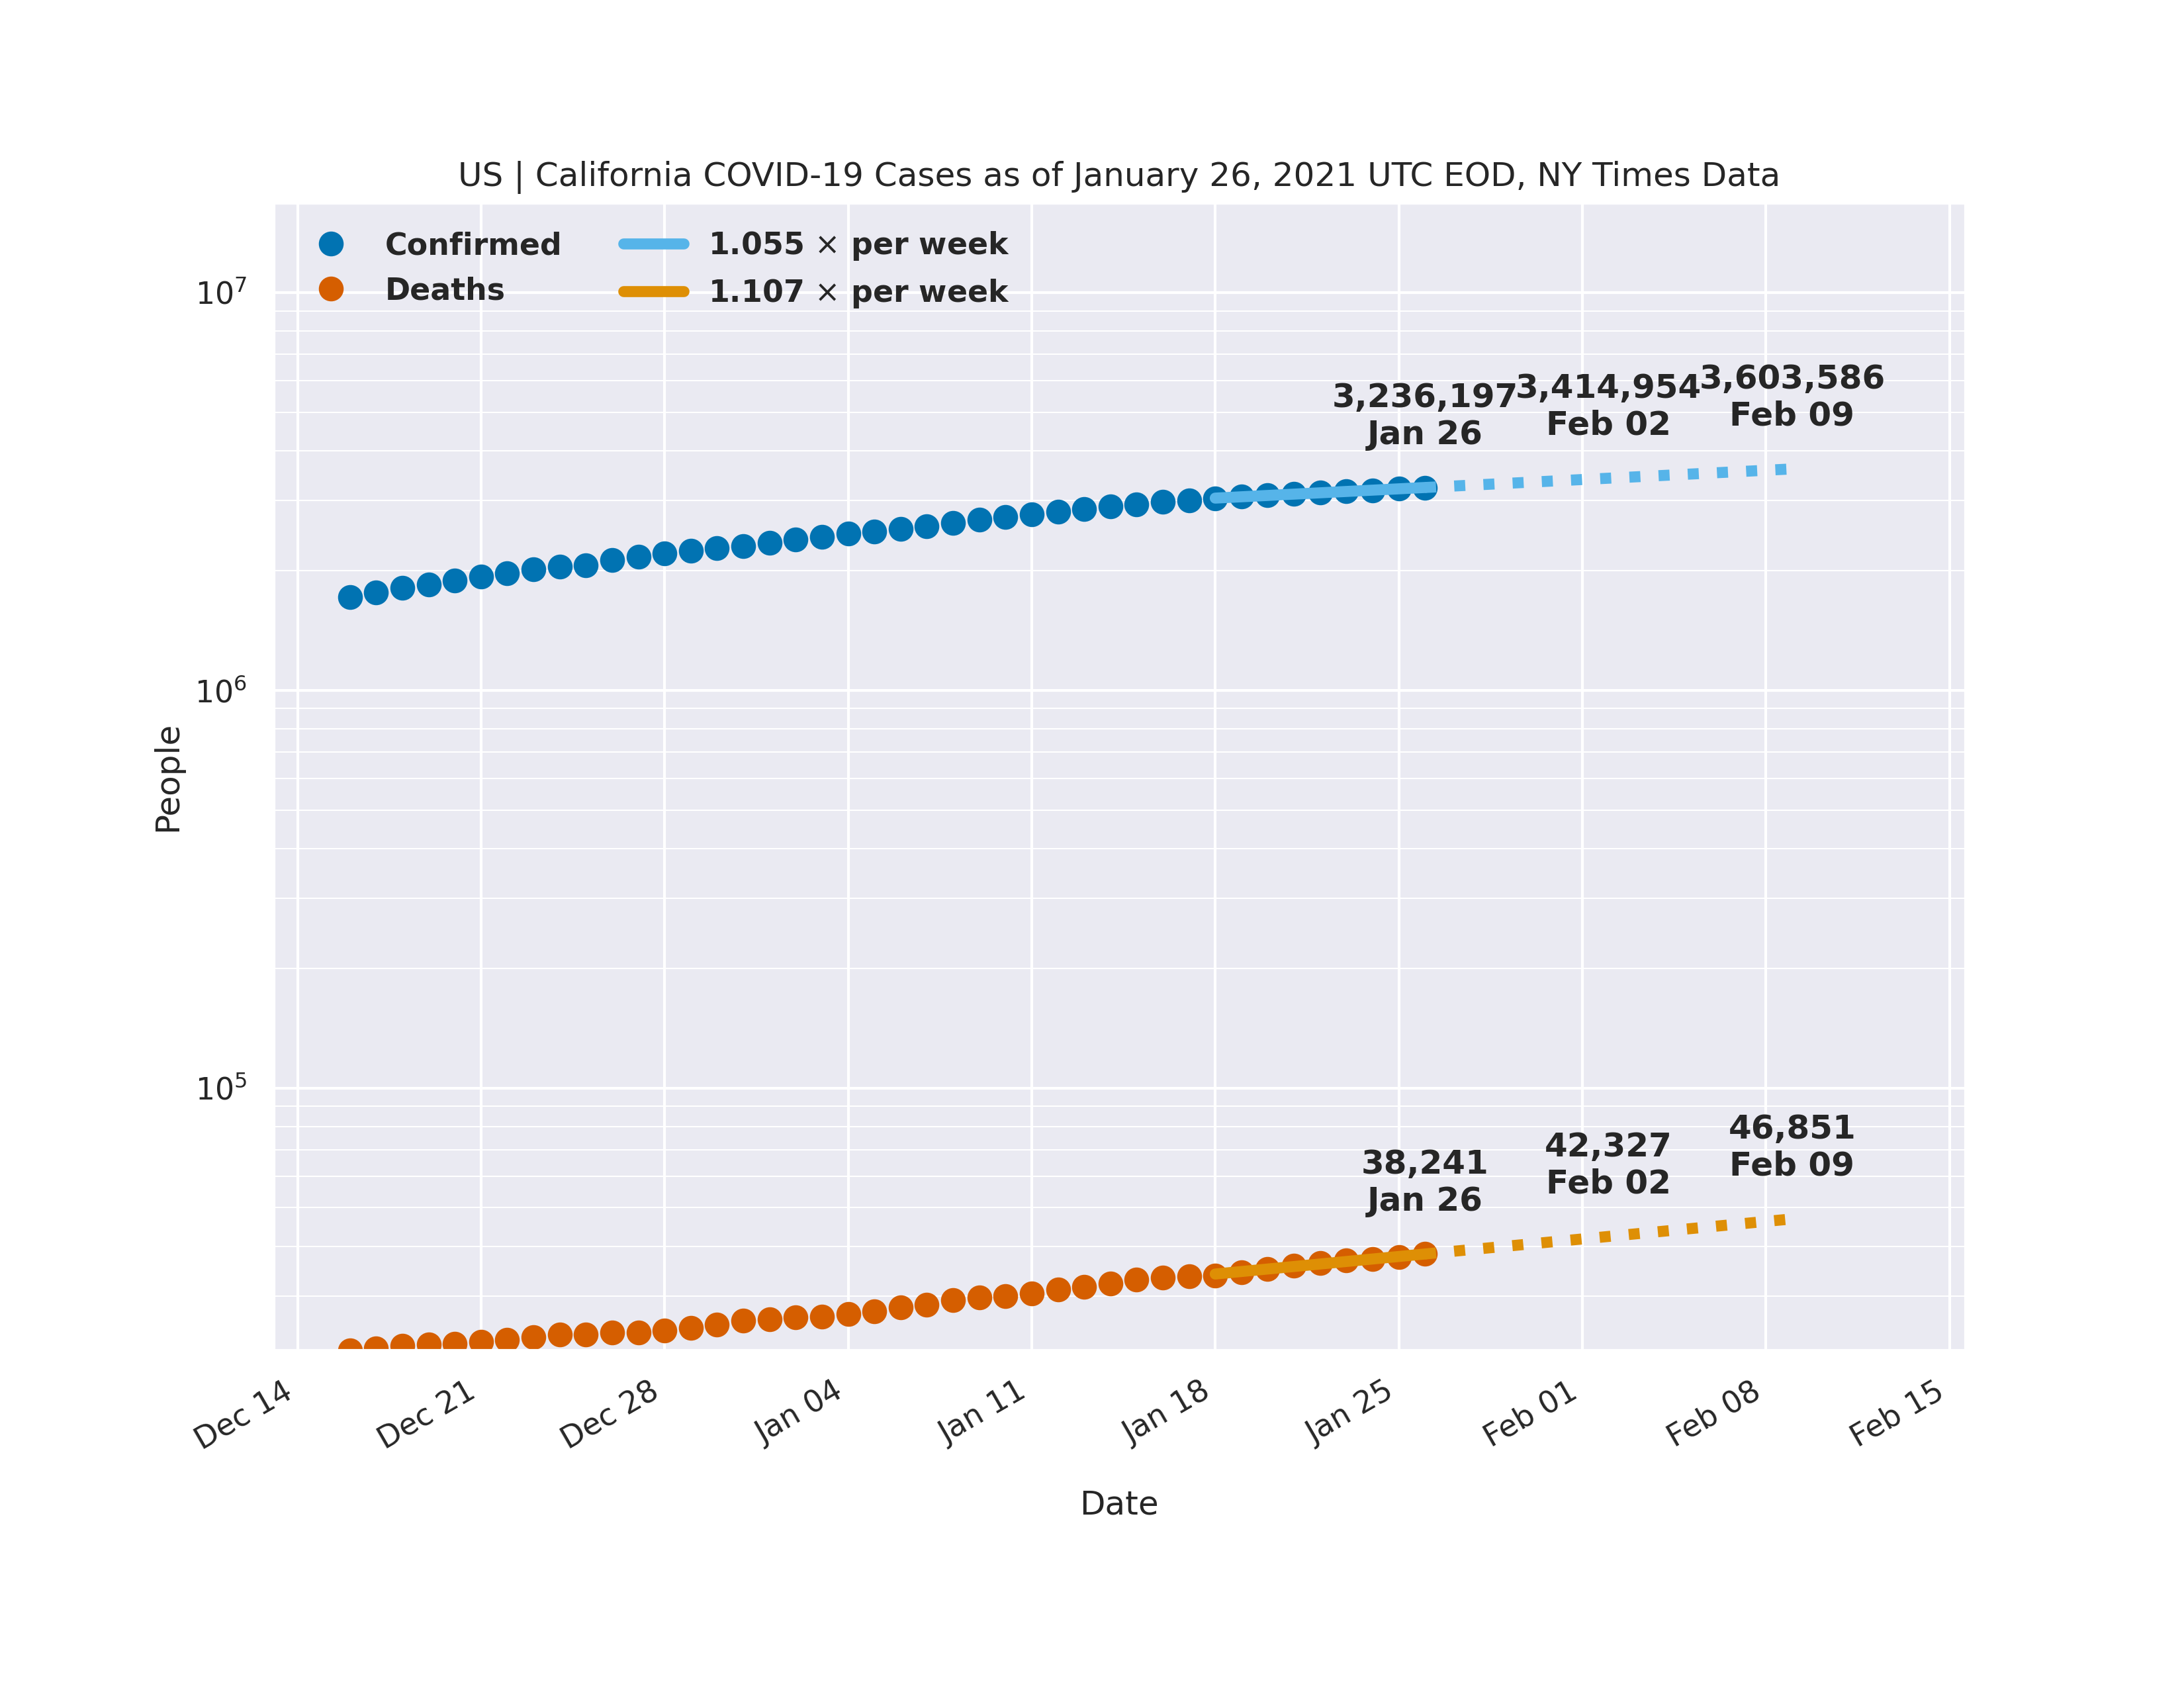 US | California COVID-19 Cases as of January 26, 2021 UTC EOD, NY Times Data
Confirmed
Deaths
1.055 × per week
1.107 × per week
10⁷
10⁶
10⁵
People
3,236,197
Jan 26
3,414,954
Feb 02
3,603,586
Feb 09
38,241
Jan 26
42,327
Feb 02
46,851
Feb 09
Dec 14
Dec 21
Dec 28
Jan 04
Jan 11
Jan 18
Jan 25
Feb 01
Feb 08
Feb 15
Date